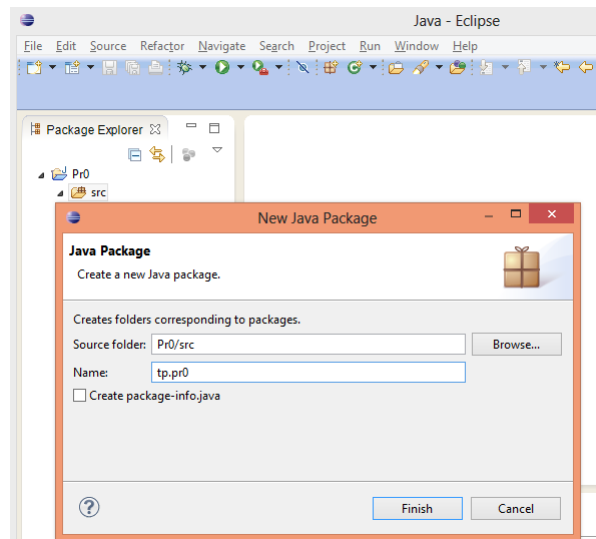 Java - Eclipse
File Edit Source Refactor Navigate Search Project Run Window Help
Package Explorer
Pr0
src
New Java Package
Java Package
Create a new Java package.
Creates folders corresponding to packages.
Source folder: Pr0/src Browse...
Name: tp.pr0
Create package-info.java
Finish Cancel